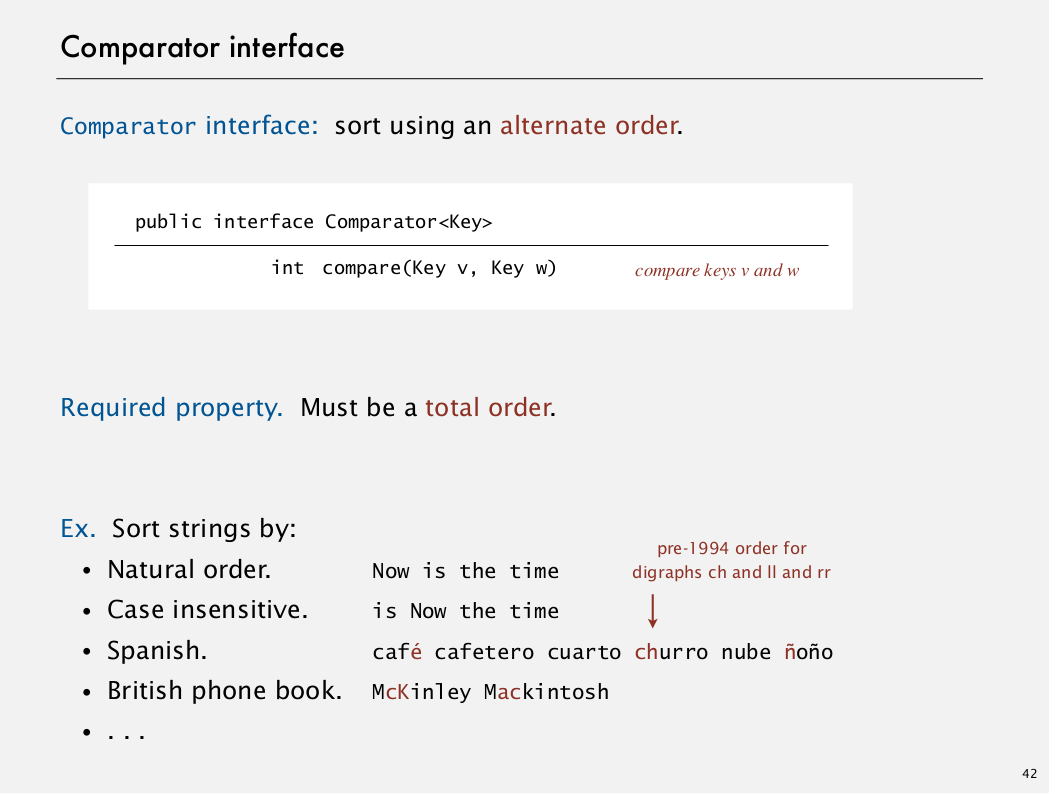 Comparator interface
Comparator interface: sort using an alternate order.
public interface Comparator<Key>
int compare(Key v, Key w) compare keys v and w
Required property. Must be a total order.
Ex. Sort strings by:
pre-1994 order for
digraphs ch and ll and rr
• Natural order. Now is the time
• Case insensitive. is Now the time
• Spanish. café cafetero cuarto churro nube ñoño
• British phone book. McKinley Mackintosh
• . . .
42